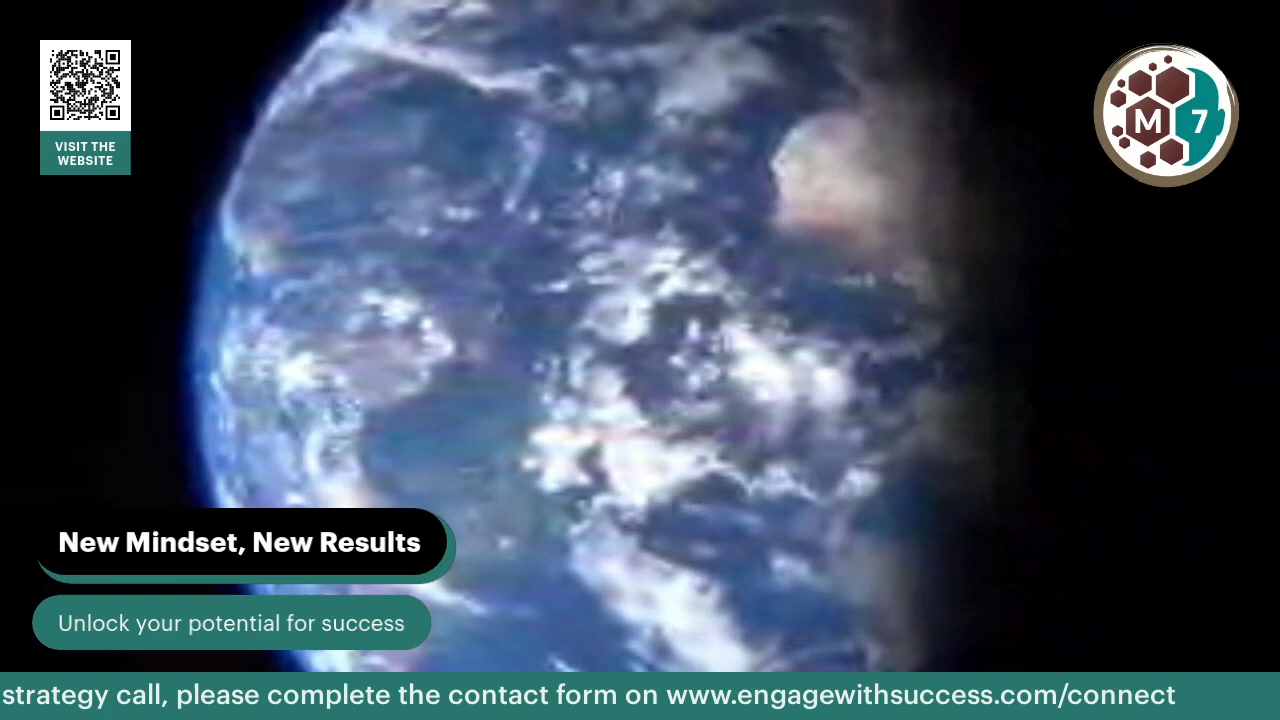 VISIT THE
WEBSITE
M 7
New Mindset, New Results
Unlock your potential for success
strategy call, please complete the contact form on www.engagewithsuccess.com/connect